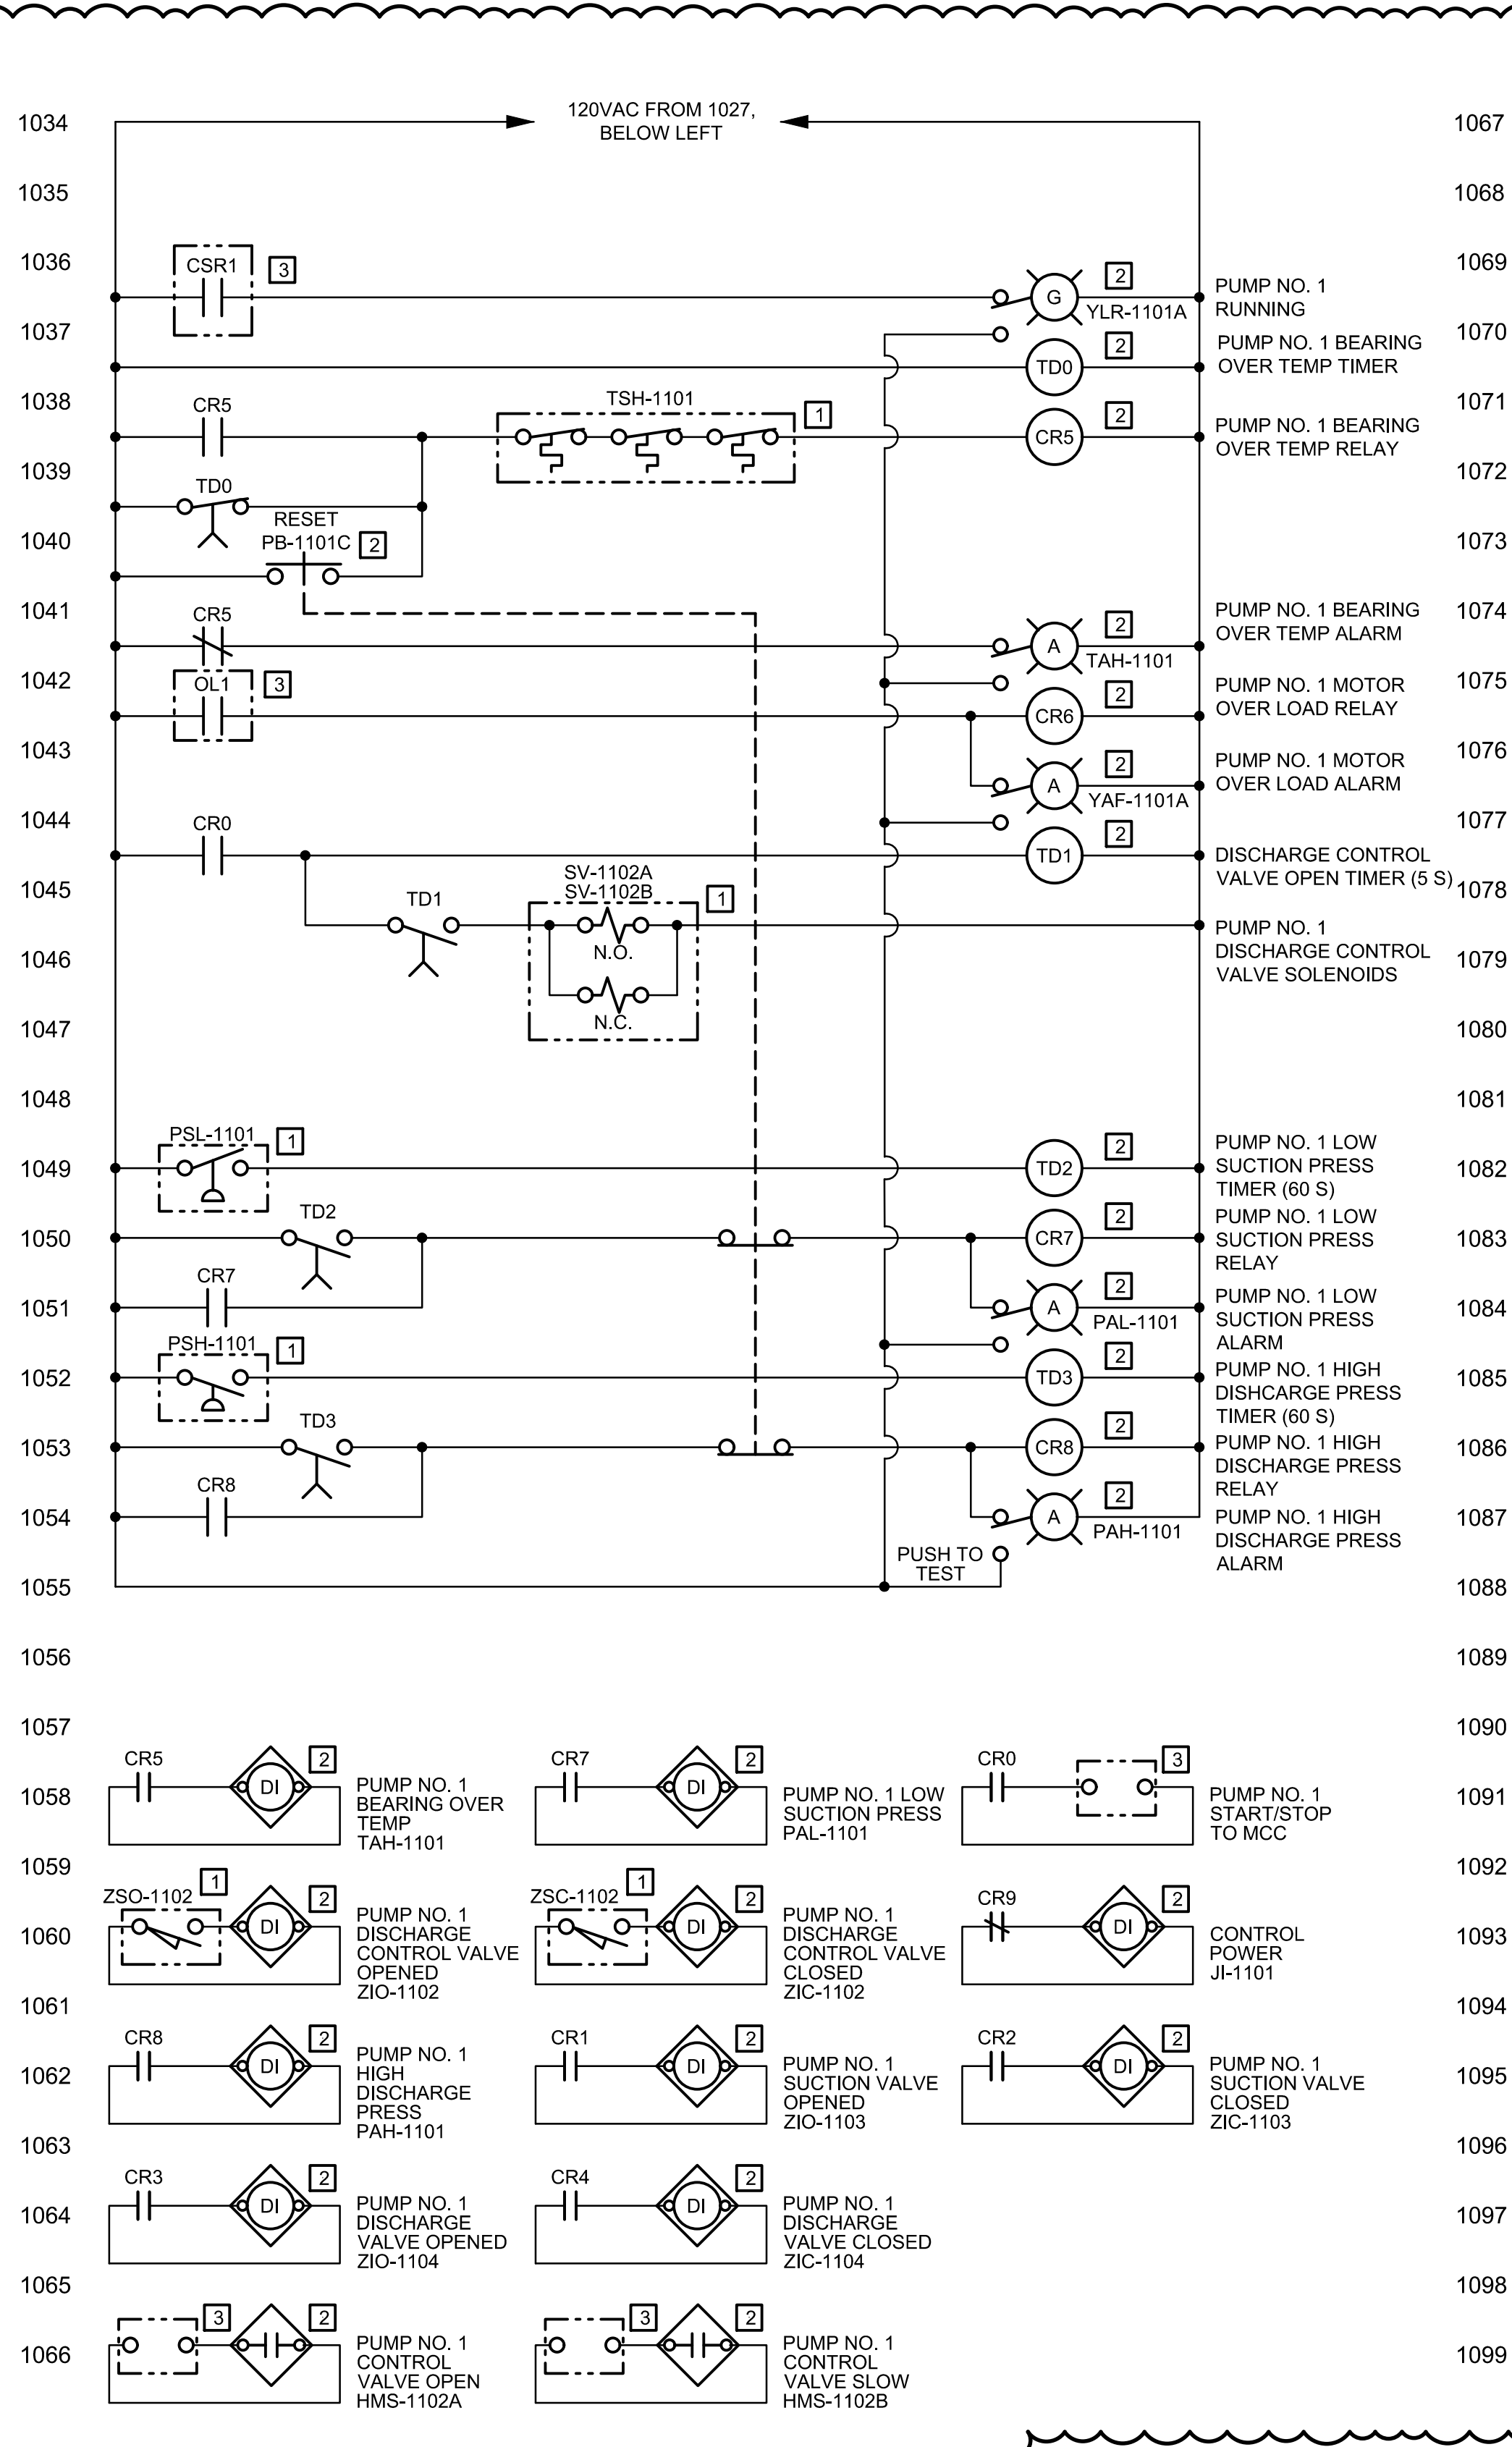 120VAC FROM 1027,
BELOW LEFT
1034
1067
1035
1068
1036
CSR1
3
G
2
YLR-1101A
PUMP NO. 1
RUNNING
1069
1037
TD0
2
PUMP NO. 1 BEARING
OVER TEMP TIMER
1070
1038
CR5
TSH-1101
1
CR5
2
PUMP NO. 1 BEARING
OVER TEMP RELAY
1071
1039
TD0
1072
1040
RESET
PB-1101C
2
1073
1041
CR5
A
2
TAH-1101
PUMP NO. 1 BEARING
OVER TEMP ALARM
1074
1042
OL1
3
CR6
2
PUMP NO. 1 MOTOR
OVER LOAD RELAY
1075
1043
A
2
YAF-1101A
PUMP NO. 1 MOTOR
OVER LOAD ALARM
1076
1044
CR0
TD1
2
DISCHARGE CONTROL
VALVE OPEN TIMER (5 S)
1077
1045
TD1
SV-1102A
SV-1102B
1
N.O.
N.C.
1078
1046
PUMP NO. 1
DISCHARGE CONTROL
VALVE SOLENOIDS
1079
1047
1080
1048
1081
1049
PSL-1101
1
TD2
2
PUMP NO. 1 LOW
SUCTION PRESS
TIMER (60 S)
1082
1050
TD2
CR7
2
PUMP NO. 1 LOW
SUCTION PRESS
RELAY
1083
1051
CR7
A
2
PAL-1101
PUMP NO. 1 LOW
SUCTION PRESS
ALARM
1084
1052
PSH-1101
1
TD3
2
PUMP NO. 1 HIGH
DISHCARGE PRESS
TIMER (60 S)
1085
1053
TD3
CR8
2
PUMP NO. 1 HIGH
DISCHARGE PRESS
RELAY
1086
1054
CR8
A
2
PAH-1101
PUMP NO. 1 HIGH
DISCHARGE PRESS
ALARM
1087
1055
PUSH TO
TEST
1088
1056
1089
1057
1090
1058
CR5
DI
2
PUMP NO. 1
BEARING OVER
TEMP
TAH-1101
CR7
DI
2
PUMP NO. 1 LOW
SUCTION PRESS
PAL-1101
CR0
3
PUMP NO. 1
START/STOP
TO MCC
1091
1059
1092
1060
ZSO-1102
1
DI
2
PUMP NO. 1
DISCHARGE
CONTROL VALVE
OPENED
ZIO-1102
ZSC-1102
1
DI
2
PUMP NO. 1
DISCHARGE
CONTROL VALVE
CLOSED
ZIC-1102
CR9
DI
2
CONTROL
POWER
JI-1101
1093
1061
1094
1062
CR8
DI
2
PUMP NO. 1
HIGH
DISCHARGE
PRESS
PAH-1101
CR1
DI
2
PUMP NO. 1
SUCTION VALVE
OPENED
ZIO-1103
CR2
DI
2
PUMP NO. 1
SUCTION VALVE
CLOSED
ZIC-1103
1095
1063
1096
1064
CR3
DI
2
PUMP NO. 1
DISCHARGE
VALVE OPENED
ZIO-1104
CR4
DI
2
PUMP NO. 1
DISCHARGE
VALVE CLOSED
ZIC-1104
1097
1065
1098
1066
3
2
PUMP NO. 1
CONTROL
VALVE OPEN
HMS-1102A
3
2
PUMP NO. 1
CONTROL
VALVE SLOW
HMS-1102B
1099